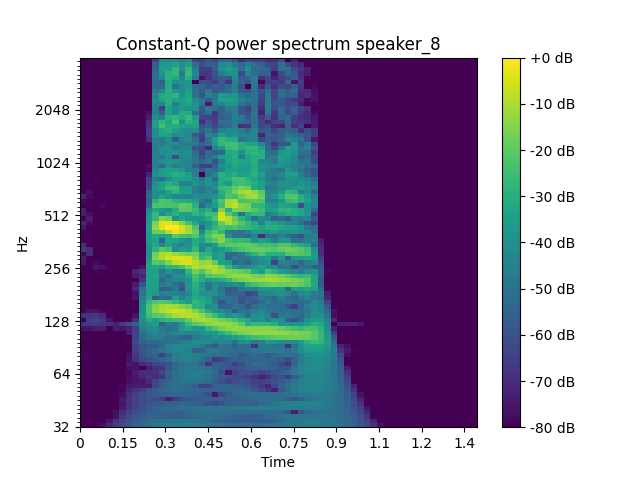 Constant-Q power spectrum speaker_8
Hz
2048
1024
512
256
128
64
32
0 0.15 0.3 0.45 0.6 0.75 0.9 1.1 1.2 1.4
Time
+0 dB
-10 dB
-20 dB
-30 dB
-40 dB
-50 dB
-60 dB
-70 dB
-80 dB